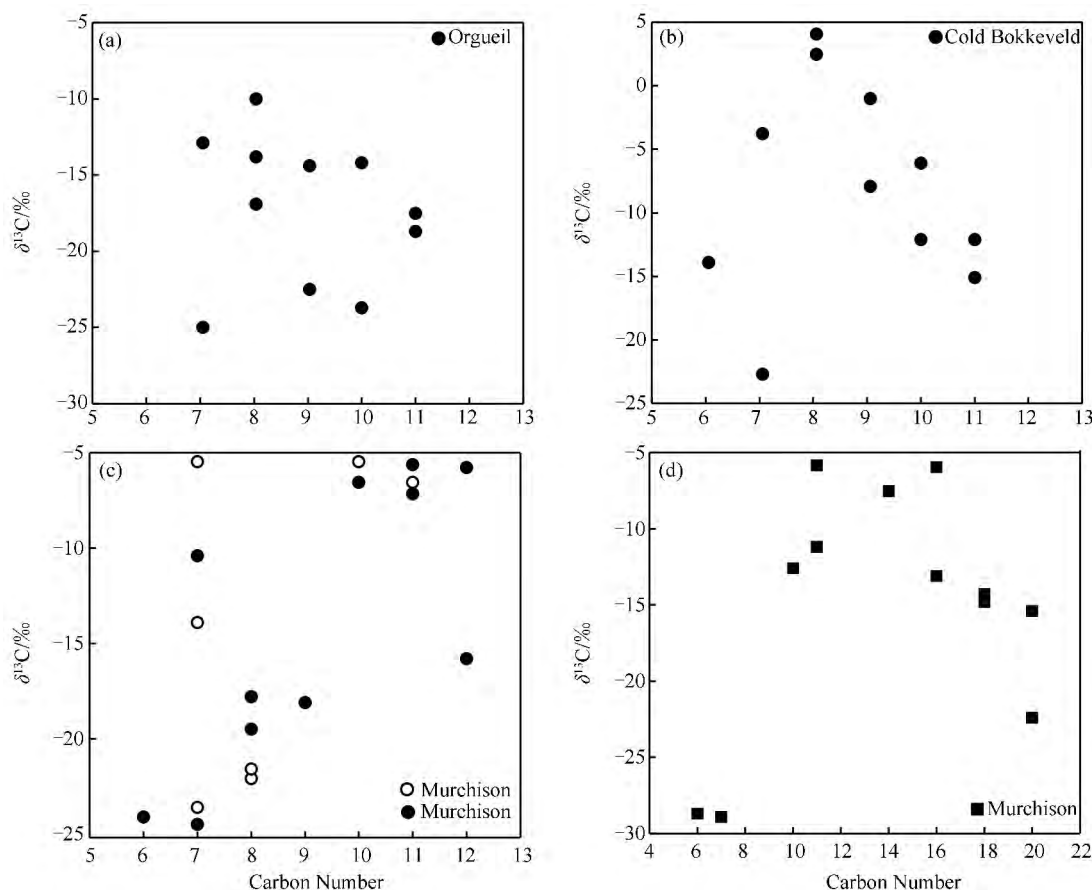 (a)
Orgueil
−5
−10
−15
−20
−25
−30
δ¹³C/‰
5 6 7 8 9 10 11 12 13
(b)
Cold Bokkeveld
5
0
−5
−10
−15
−20
−25
δ¹³C/‰
5 6 7 8 9 10 11 12 13
(c)
−5
−10
−15
−20
−25
δ¹³C/‰
Murchison
Murchison
5 6 7 8 9 10 11 12 13
Carbon Number
(d)
−5
−10
−15
−20
−25
−30
δ¹³C/‰
Murchison
4 6 8 10 12 14 16 18 20 22
Carbon Number